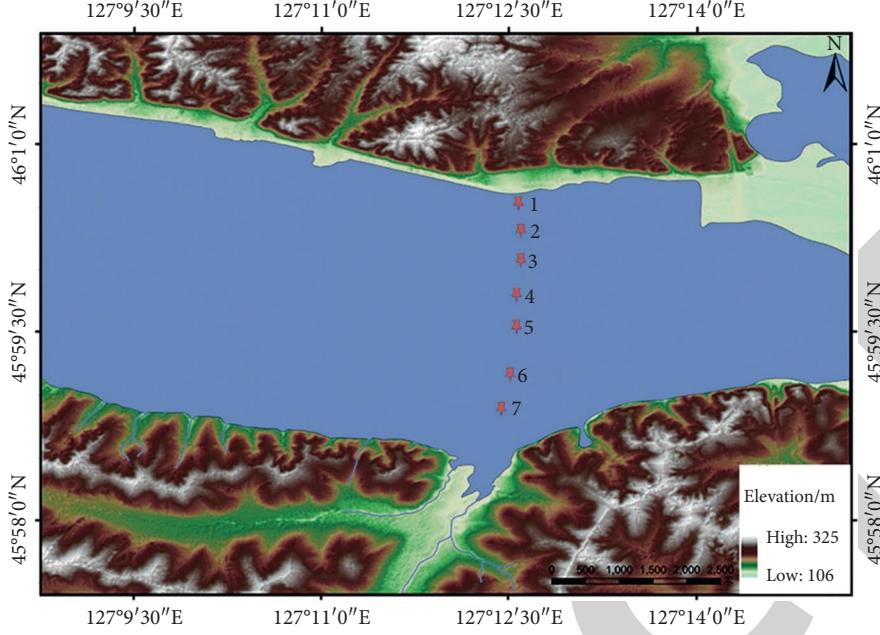 127°9′30″E 127°11′0″E 127°12′30″E 127°14′0″E
N
46°1′0″N 46°1′0″N
1
2
3
4
45°59′30″N 45°59′30″N
5
6
7
Elevation/m
45°58′0″N 45°58′0″N
High: 325
Low: 106
0 500 1,000 1,500 2,000 2,500
127°9′30″E 127°11′0″E 127°12′30″E 127°14′0″E